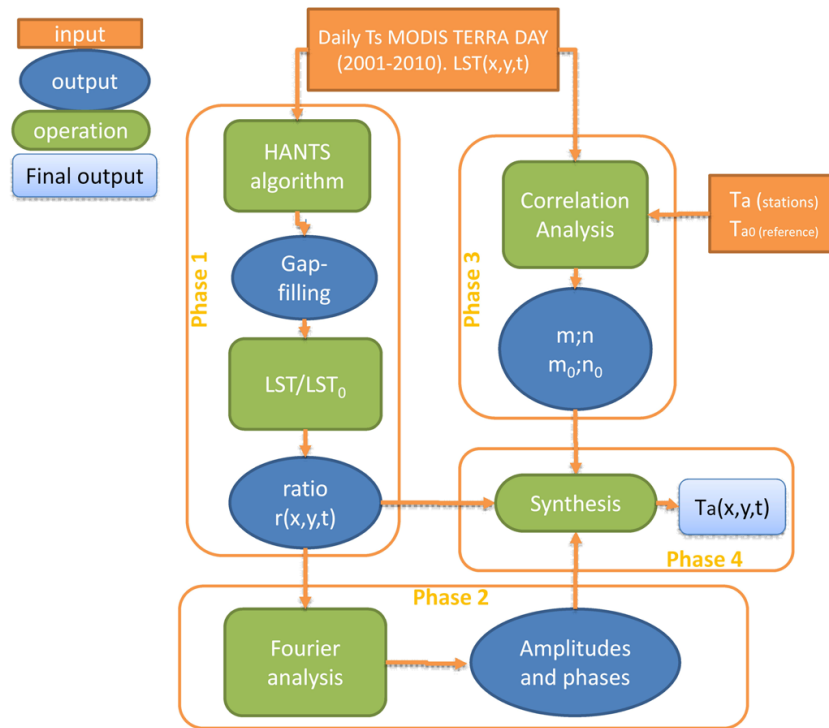 input
output
operation
Final output
Daily Ts MODIS TERRA DAY
(2001-2010). LST(x,y,t)
Phase 1
HANTS
algorithm
Gap-
filling
LST/LST₀
ratio
r(x,y,t)
Phase 3
Correlation
Analysis
Ta (stations)
Ta0 (reference)
m;n
m₀;n₀
Synthesis
Ta(x,y,t)
Phase 4
Phase 2
Fourier
analysis
Amplitudes
and phases